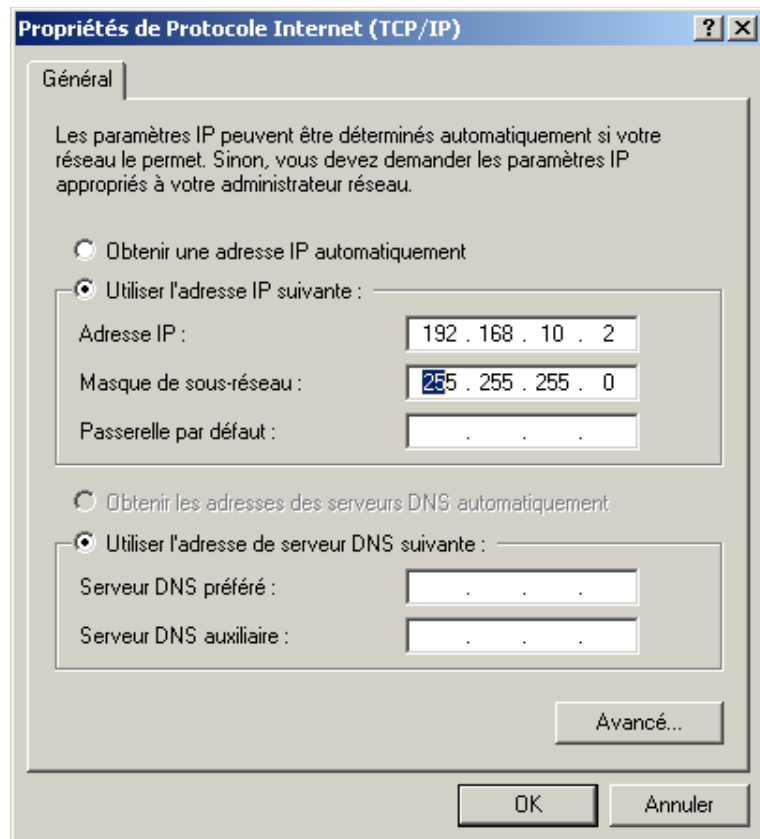 Propriétés de Protocole Internet (TCP/IP)
Général
Les paramètres IP peuvent être déterminés automatiquement si votre
réseau le permet. Sinon, vous devez demander les paramètres IP
appropriés à votre administrateur réseau.
Obtenir une adresse IP automatiquement
Utiliser l'adresse IP suivante :
Adresse IP : 192 . 168 . 10 . 2
Masque de sous-réseau : 255 . 255 . 255 . 0
Passerelle par défaut : . . .
Obtenir les adresses des serveurs DNS automatiquement
Utiliser l'adresse de serveur DNS suivante :
Serveur DNS préféré : . . .
Serveur DNS auxiliaire : . . .
Avancé...
OK Annuler